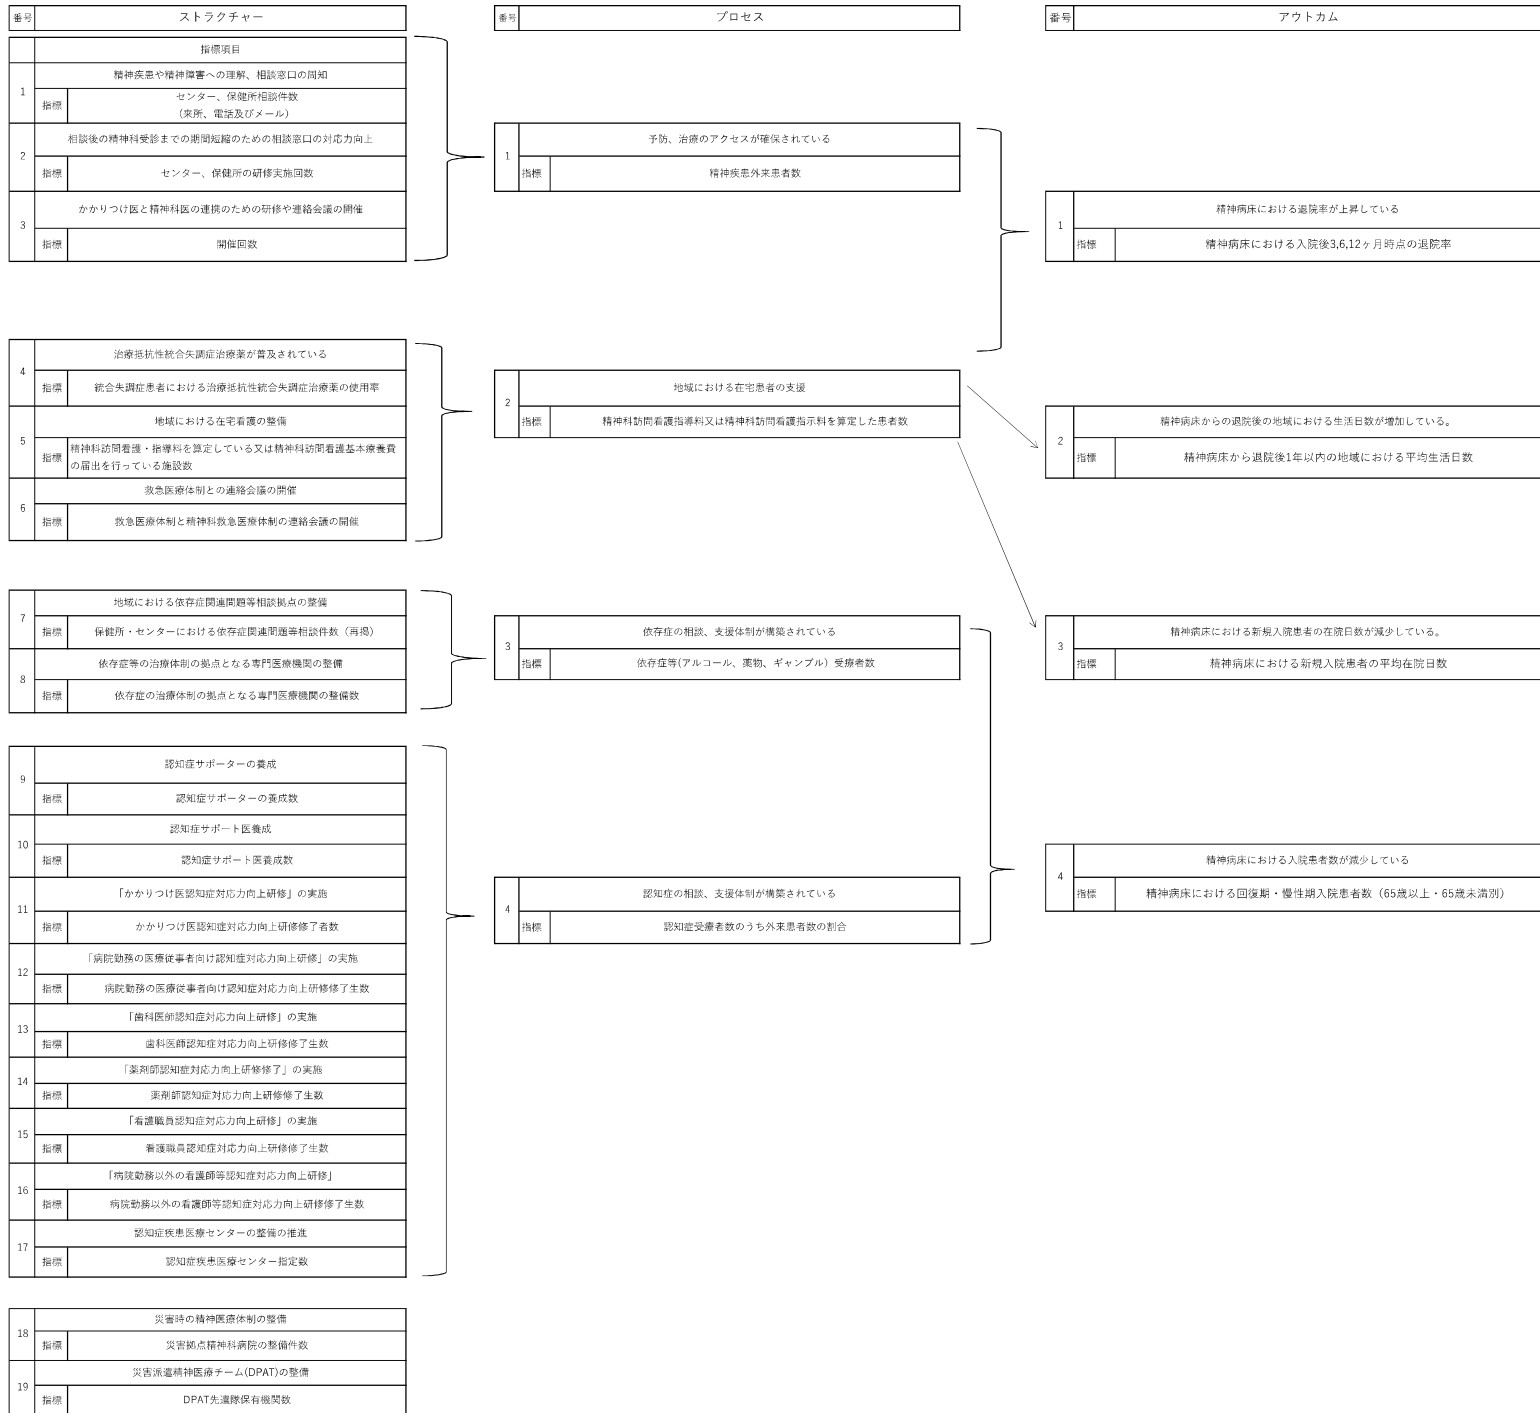 番号 ストラクチャー
指標項目
1 精神疾患や精神障害への理解、相談窓口の周知
指標 センター、保健所相談件数
（来所、電話及びメール）
2 相談後の精神科受診までの期間短縮のための相談窓口の対応力向上
指標 センター、保健所の研修実施回数
3 かかりつけ医と精神科医の連携のための研修や連絡会議の開催
指標 開催回数
4 治療抵抗性統合失調症治療薬が普及されている
指標 統合失調症患者における治療抵抗性統合失調症治療薬の使用率
5 地域における在宅看護の整備
指標 精神科訪問看護・指導料を算定している又は精神科訪問看護基本療養費
の届出を行っている施設数
6 救急医療体制との連絡会議の開催
指標 救急医療体制と精神科救急医療体制の連絡会議の開催
7 地域における依存症関連問題等相談拠点の整備
指標 保健所・センターにおける依存症関連問題等相談件数（再掲）
8 依存症等の治療体制の拠点となる専門医療機関の整備
指標 依存症の治療体制の拠点となる専門医療機関の整備数
9 認知症サポーターの養成
指標 認知症サポーターの養成数
10 認知症サポート医養成
指標 認知症サポート医養成数
11 「かかりつけ医認知症対応力向上研修」の実施
指標 かかりつけ医認知症対応力向上研修修了者数
12 「病院勤務の医療従事者向け認知症対応力向上研修」の実施
指標 病院勤務の医療従事者向け認知症対応力向上研修修了生数
13 「歯科医師認知症対応力向上研修」の実施
指標 歯科医師認知症対応力向上研修修了生数
14 「薬剤師認知症対応力向上研修修了」の実施
指標 薬剤師認知症対応力向上研修修了生数
15 「看護職員認知症対応力向上研修」の実施
指標 看護職員認知症対応力向上研修修了生数
16 「病院勤務以外の看護師等認知症対応力向上研修」
指標 病院勤務以外の看護師等認知症対応力向上研修修了生数
17 認知症疾患医療センターの整備の推進
指標 認知症疾患医療センター指定数
18 災害時の精神医療体制の整備
指標 災害拠点精神科病院の整備件数
19 災害派遣精神医療チーム(DPAT)の整備
指標 DPAT先遣隊保有機関数
番号 プロセス
1 予防、治療のアクセスが確保されている
指標 精神疾患外来患者数
2 地域における在宅患者の支援
指標 精神科訪問看護指導料又は精神科訪問看護指示料を算定した患者数
3 依存症の相談、支援体制が構築されている
指標 依存症等(アルコール、薬物、ギャンブル）受療者数
4 認知症の相談、支援体制が構築されている
指標 認知症受療者数のうち外来患者数の割合
番号 アウトカム
1 精神病床における退院率が上昇している
指標 精神病床における入院後3,6,12ヶ月時点の退院率
2 精神病床からの退院後の地域における生活日数が増加している。
指標 精神病床から退院後1年以内の地域における平均生活日数
3 精神病床における新規入院患者の在院日数が減少している。
指標 精神病床における新規入院患者の平均在院日数
4 精神病床における入院患者数が減少している
指標 精神病床における回復期・慢性期入院患者数（65歳以上・65歳未満別）